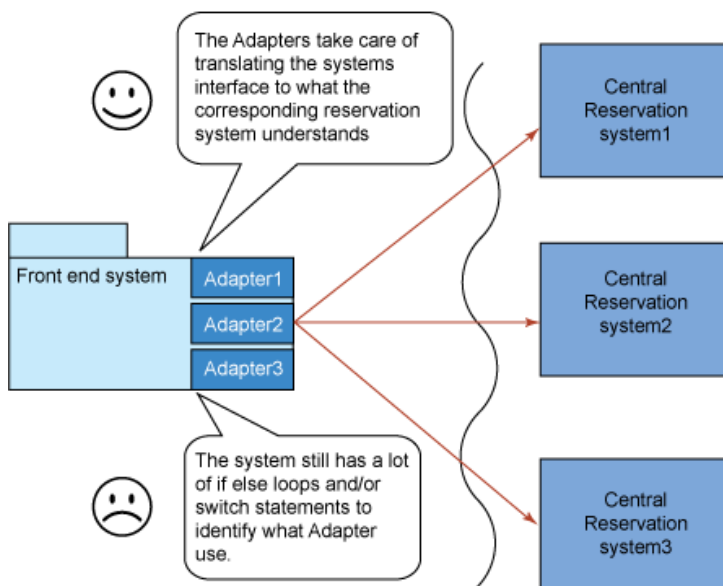 The Adapters take care of
translating the systems
interface to what the
corresponding reservation
system understands
Central
Reservation
system1
Front end system
Adapter1
Adapter2
Adapter3
Central
Reservation
system2
The system still has a lot
of if else loops and/or
switch statements to
identify what Adapter
use.
Central
Reservation
system3